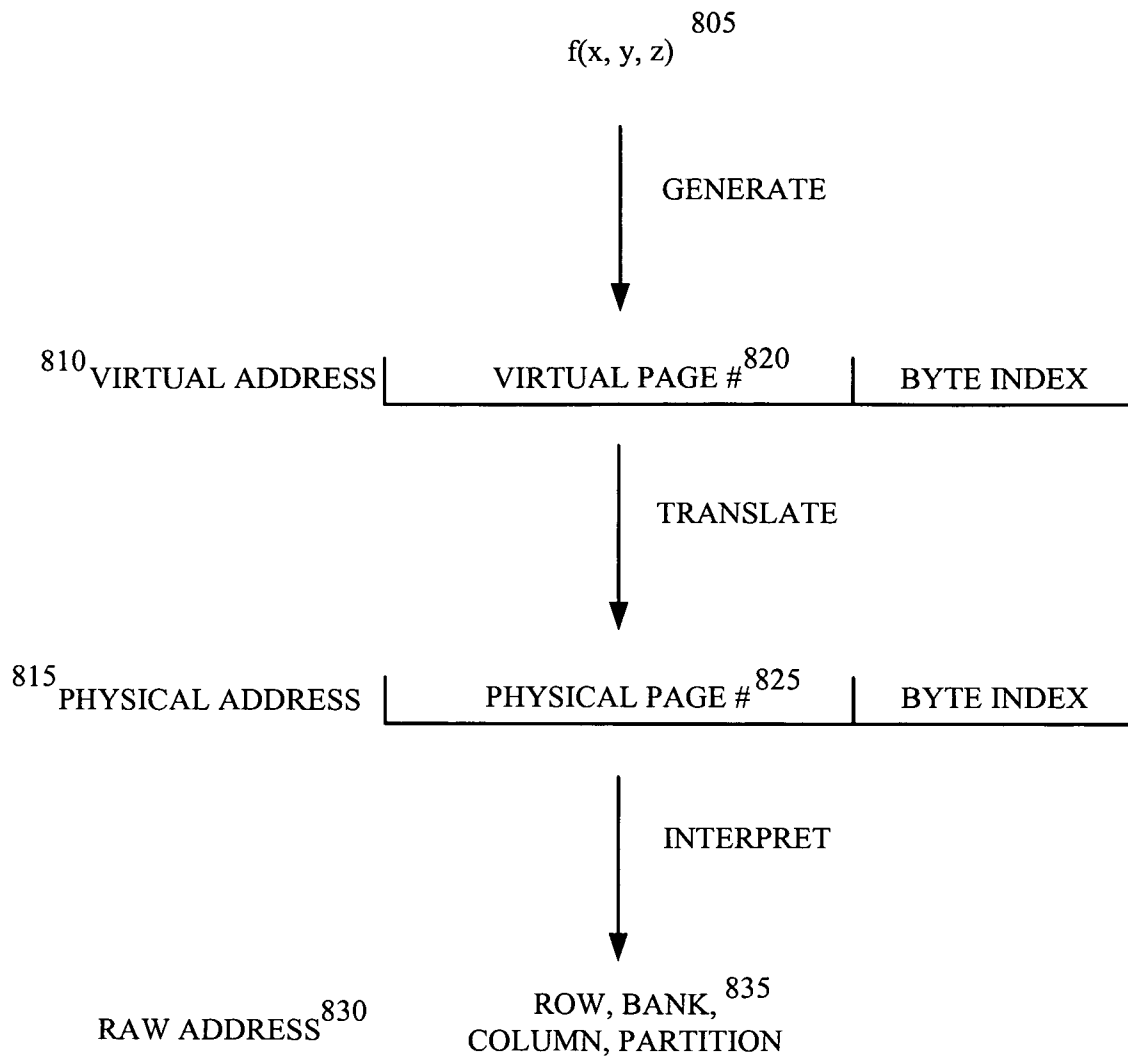 f(x, y, z) 805
GENERATE
810 VIRTUAL ADDRESS VIRTUAL PAGE # 820 BYTE INDEX
TRANSLATE
815 PHYSICAL ADDRESS PHYSICAL PAGE # 825 BYTE INDEX
INTERPRET
RAW ADDRESS 830
ROW, BANK, 835
COLUMN, PARTITION